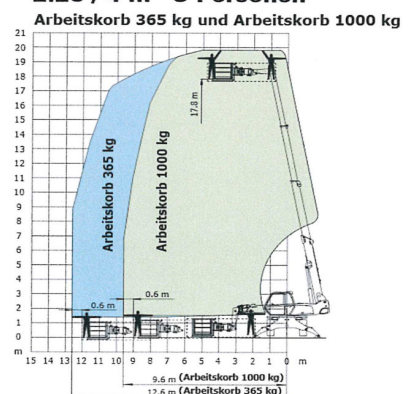 Arbeitskorb 365 kg und Arbeitskorb 1000 kg
21
20
19
18
17
16
15
14
13
12
11
10
9
8
7
6
5
4
3
2
1
0
m
17.8 m
Arbeitskorb 365 kg
Arbeitskorb 1000 kg
0.6 m
0.6 m
15 14 13 12 11 10 9 8 7 6 5 4 3 2 1 0 m
9.6 m (Arbeitskorb 1000 kg)
12.6 m (Arbeitskorb 365 kg)